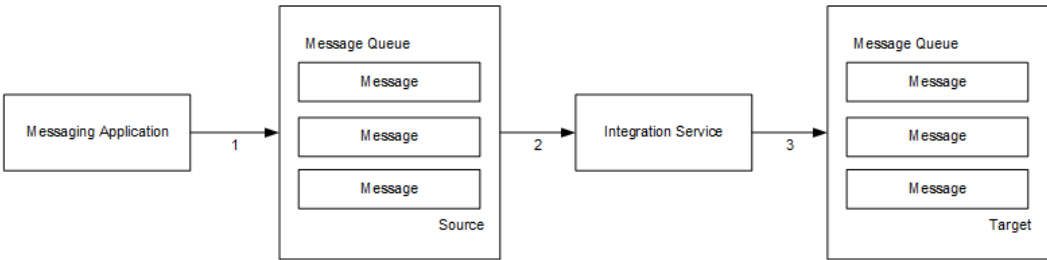 Messaging Application
1
Message Queue
Message
Message
Message
Source
2
Integration Service
3
Message Queue
Message
Message
Message
Target